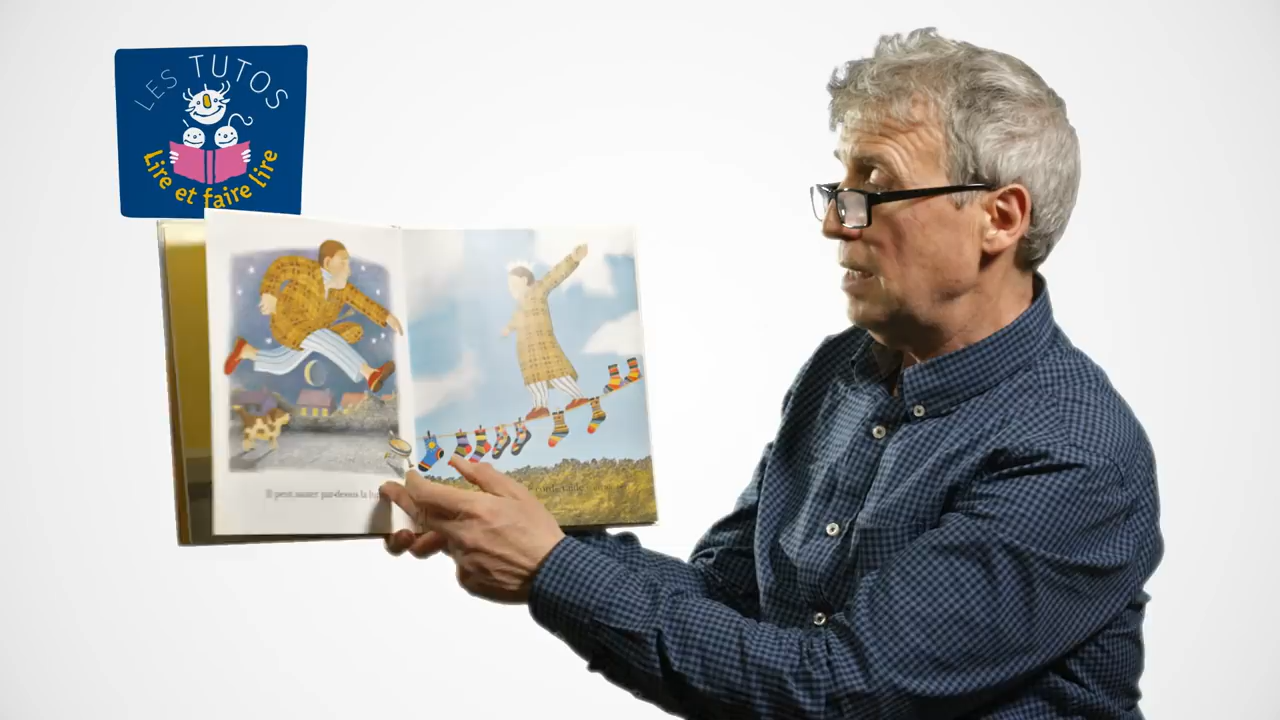 LES TUTOS
Lire et faire lire
Il peut sauter par-dessus la